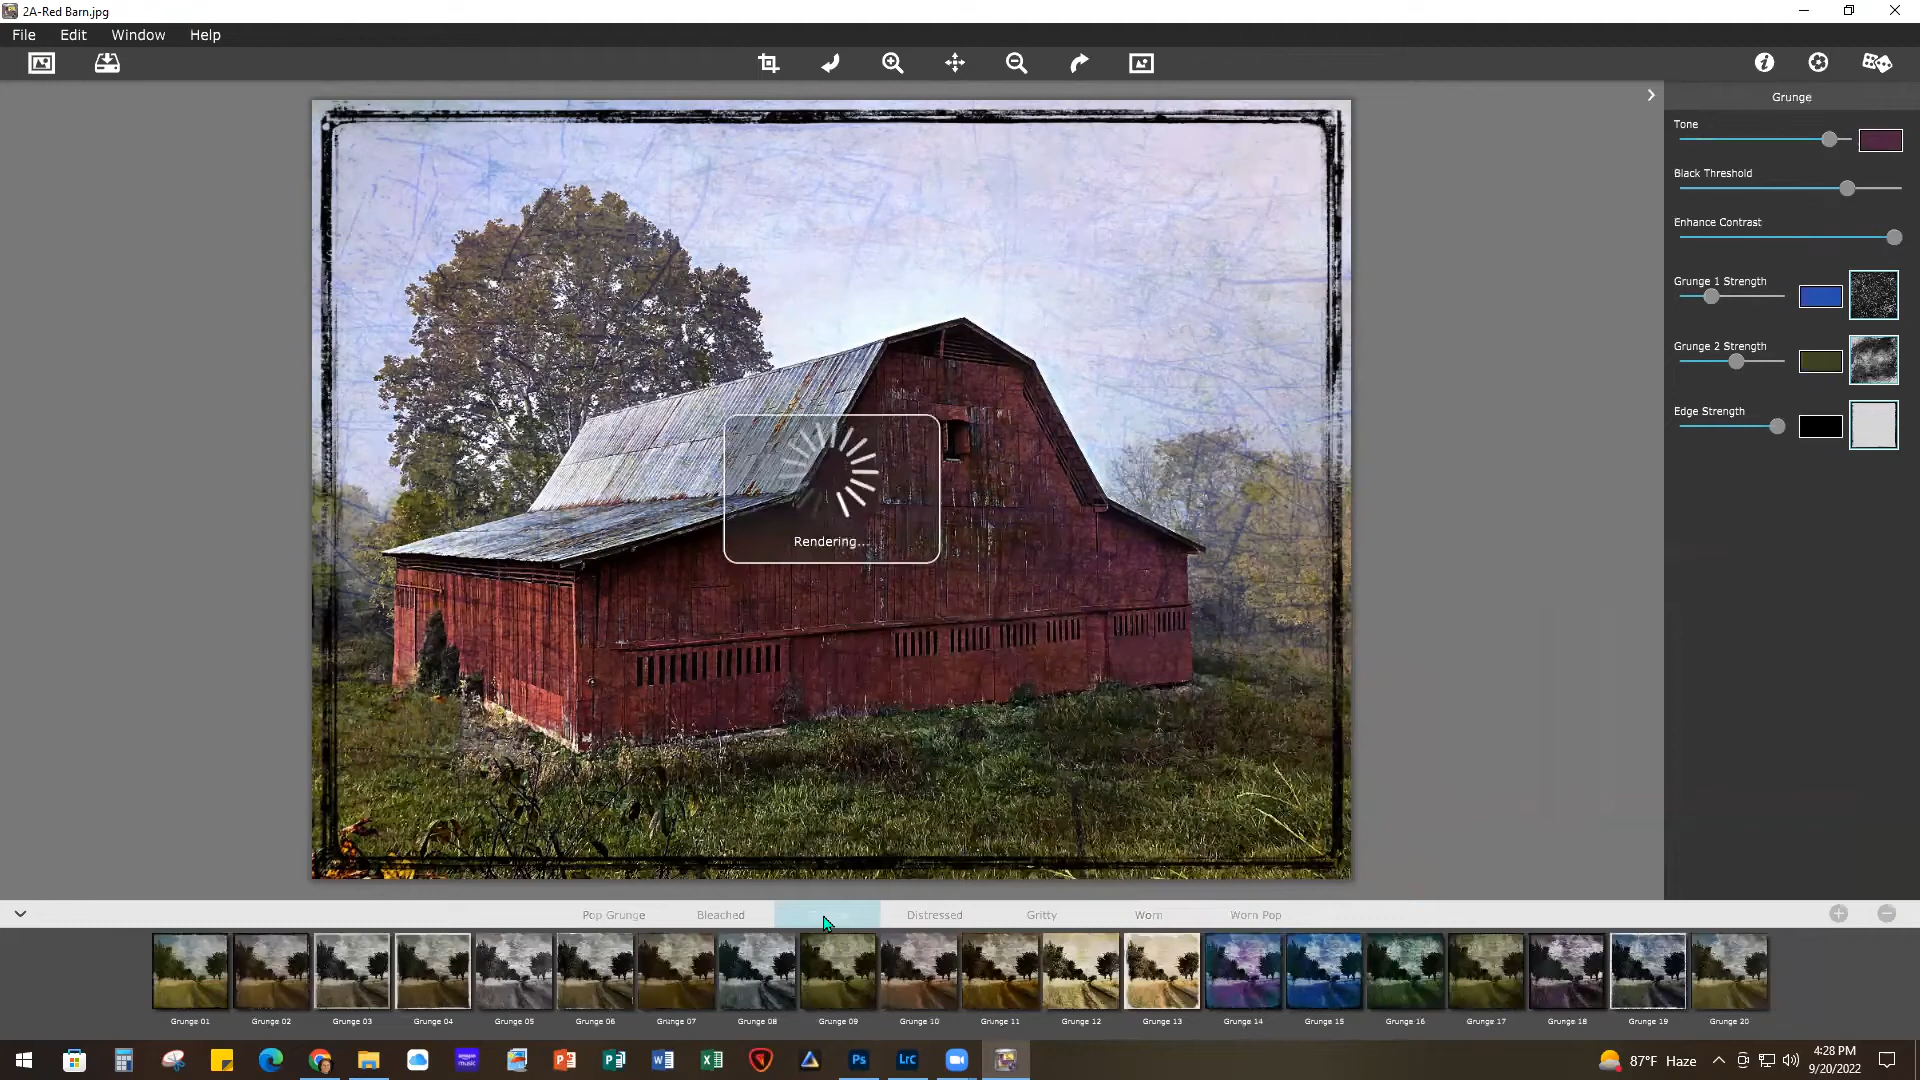 2A-Red Barn.jpg
File Edit Window Help
Grunge
Tone
Black Threshold
Enhance Contrast
Grunge 1 Strength
Grunge 2 Strength
Edge Strength
Rendering...
Pop Grunge Bleached Distressed Gritty Worn Worn Pop
Grunge 01 Grunge 02 Grunge 03 Grunge 04 Grunge 05 Grunge 06 Grunge 07 Grunge 08 Grunge 09 Grunge 10 Grunge 11 Grunge 12 Grunge 13 Grunge 14 Grunge 15 Grunge 16 Grunge 17 Grunge 18 Grunge 19 Grunge 20
amazon music
Ps LrC
87°F Haze
4:28 PM
9/20/2022